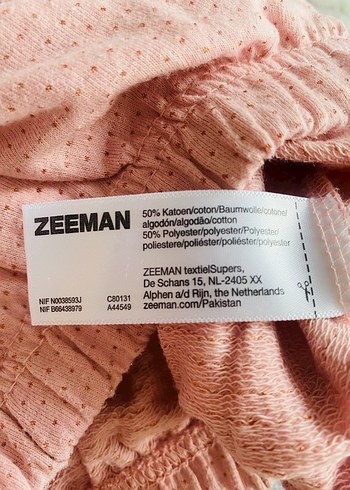 ZEEMAN
50% Katoen/coton/Baumwolle/cotone/
algodón/algodão/cotton
50% Polyester/polyester/Polyester/
poliestere/poliéster/poliéster/polyester
ZEEMAN textielSupers,
De Schans 15, NL-2405 XX
Alphen a/d Rijn, the Netherlands
zeeman.com/Pakistan
NIF N0038593J C80131
NIF B66438979 A44549